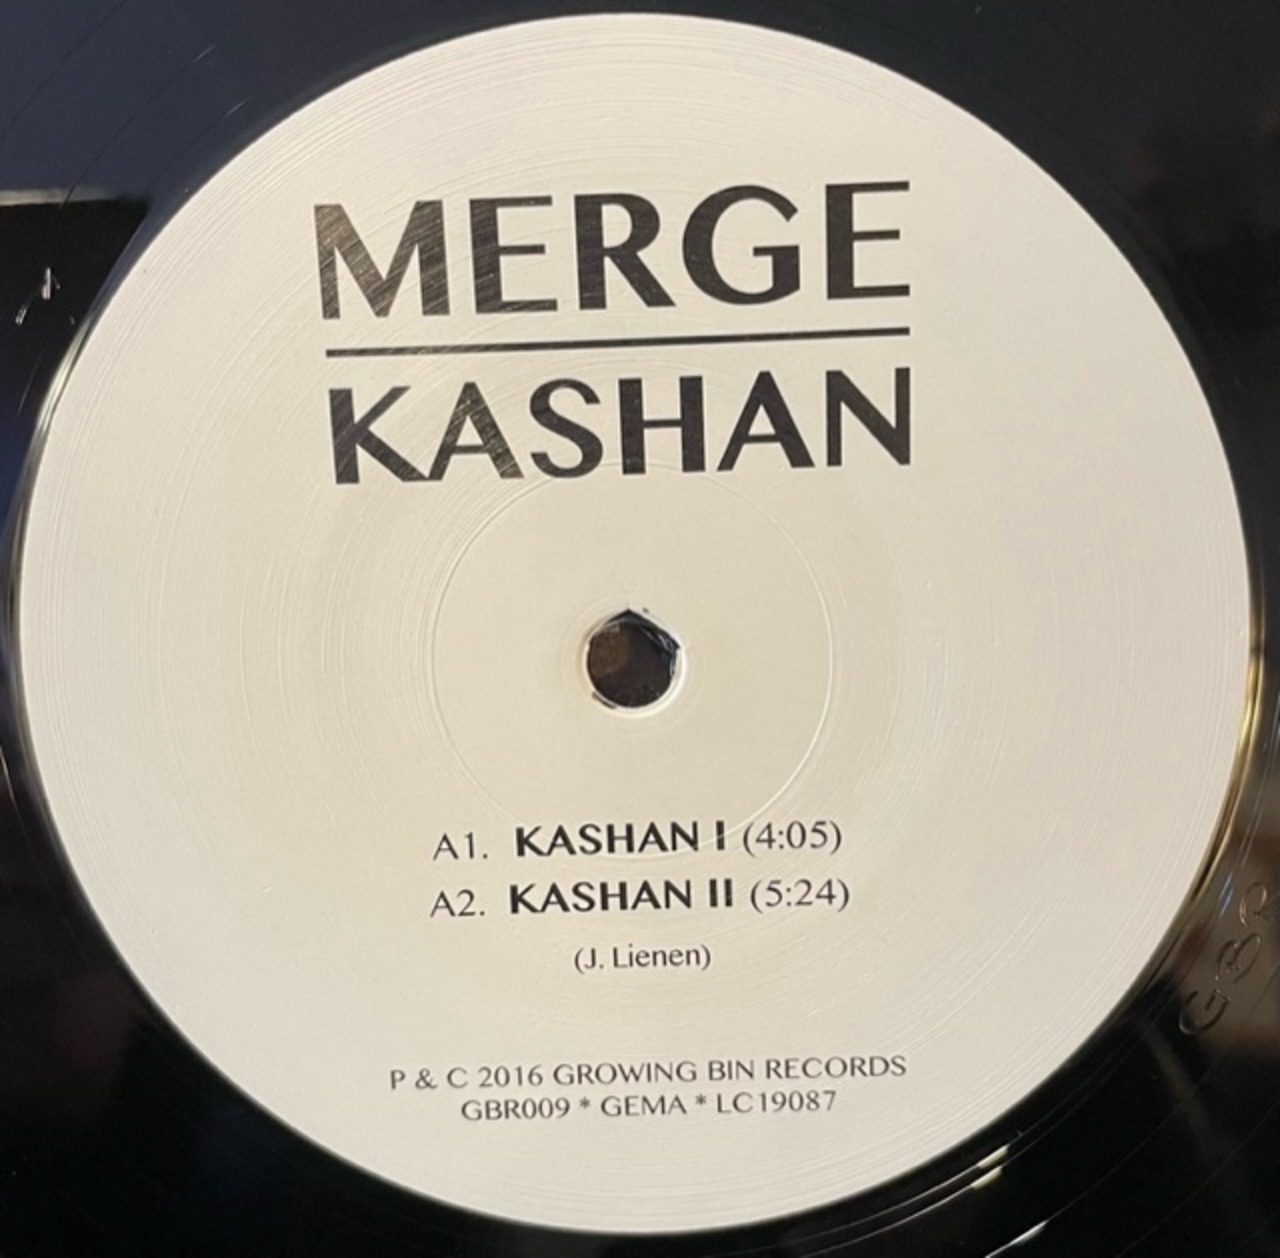 MERGE
KASHAN
A1. KASHAN I (4:05)
A2. KASHAN II (5:24)
(J. Lienen)
P & C 2016 GROWING BIN RECORDS
GBR009 * GEMA * LC19087